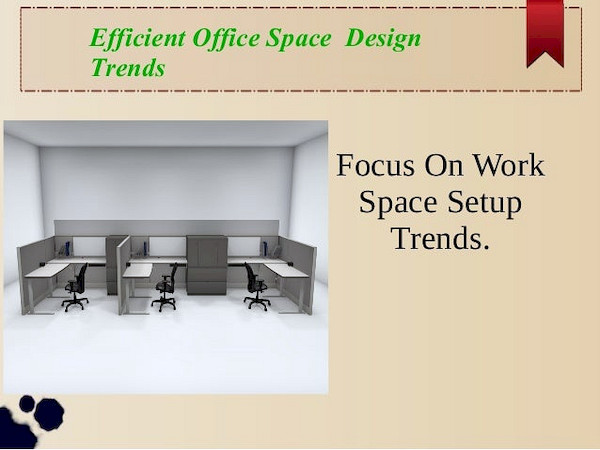 Efficient Office Space  Design
Trends
Focus On Work
Space Setup
Trends.